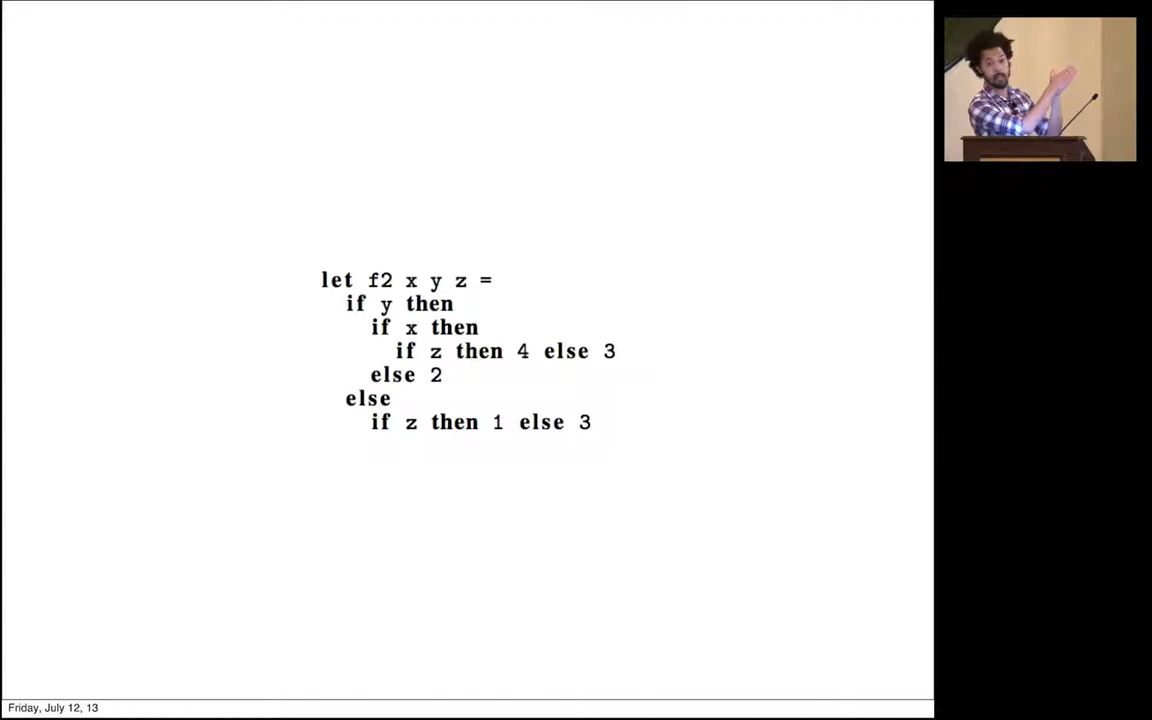 let f2 x y z =
if y then
if x then
if z then 4 else 3
else 2
else
if z then 1 else 3
Friday, July 12, 13